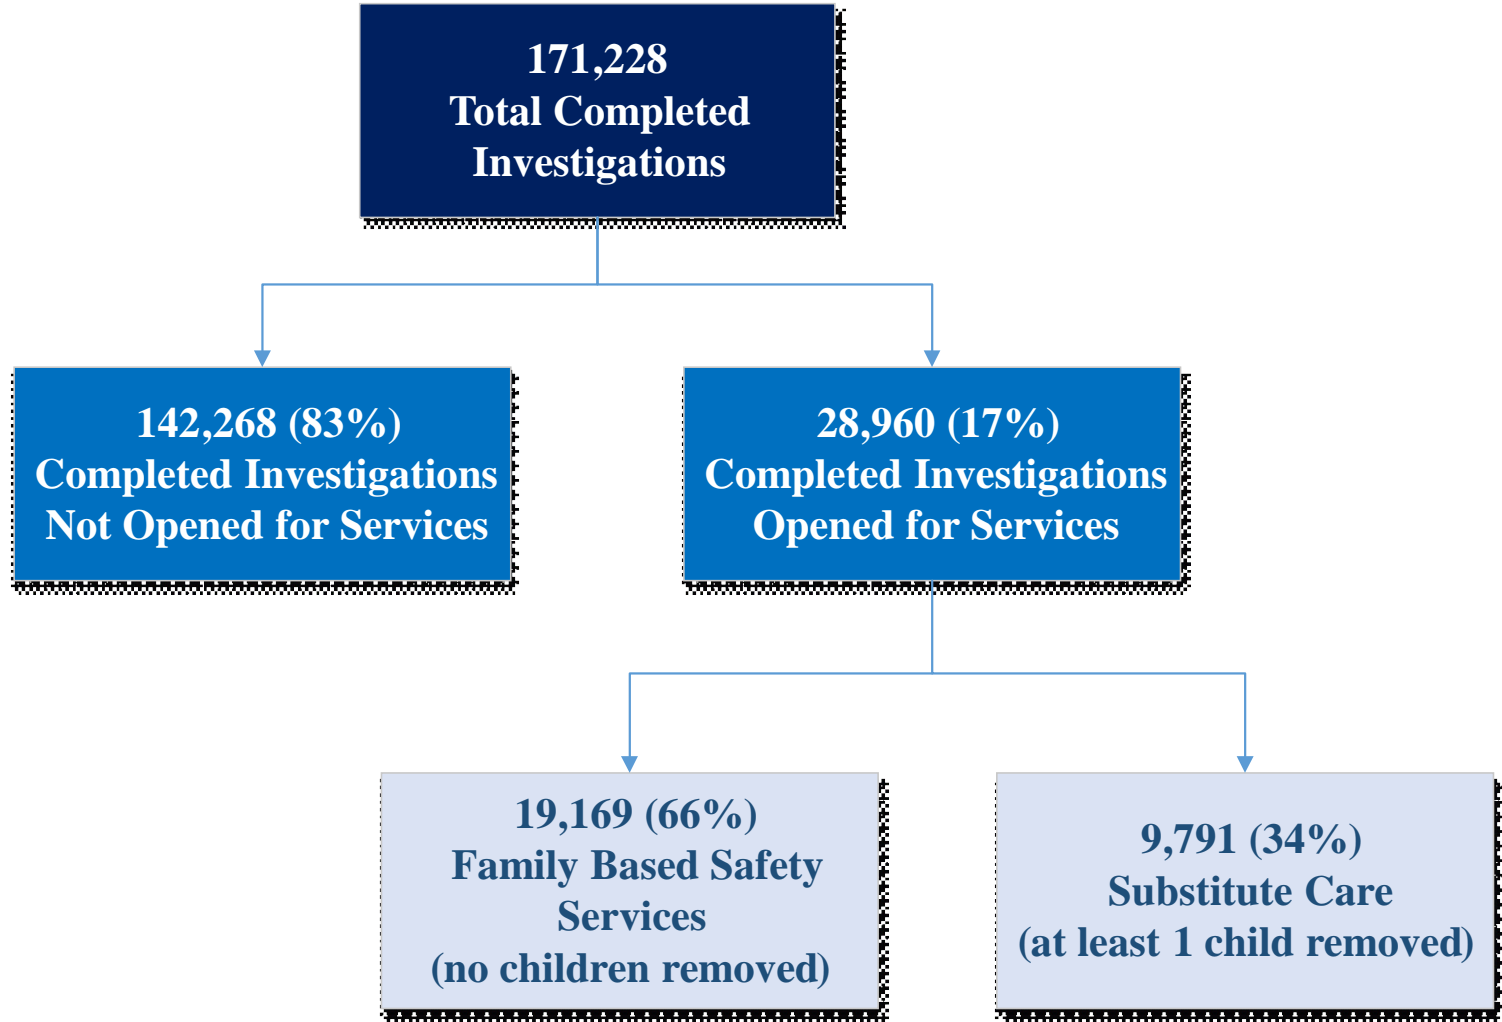 171,228
Total Completed
Investigations
142,268 (83%)
Completed Investigations
Not Opened for Services
28,960 (17%)
Completed Investigations
Opened for Services
19,169 (66%)
Family Based Safety
Services
(no children removed)
9,791 (34%)
Substitute Care
(at least 1 child removed)